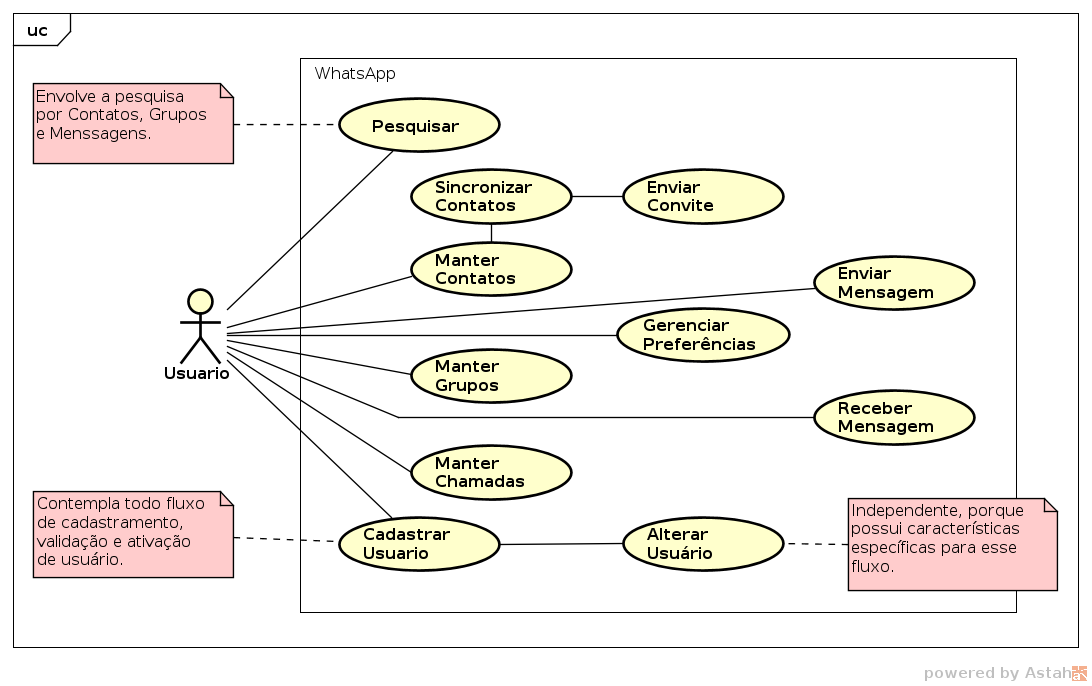 uc
WhatsApp
Envolve a pesquisa
por Contatos, Grupos
e Menssagens.
Pesquisar
Sincronizar
Contatos
Enviar
Convite
Manter
Contatos
Enviar
Mensagem
Gerenciar
Preferências
Usuario
Manter
Grupos
Receber
Mensagem
Manter
Chamadas
Contempla todo fluxo
de cadastramento,
validação e ativação
de usuário.
Cadastrar
Usuario
Alterar
Usuário
Independente, porque
possui características
específicas para esse
fluxo.
powered by Astah